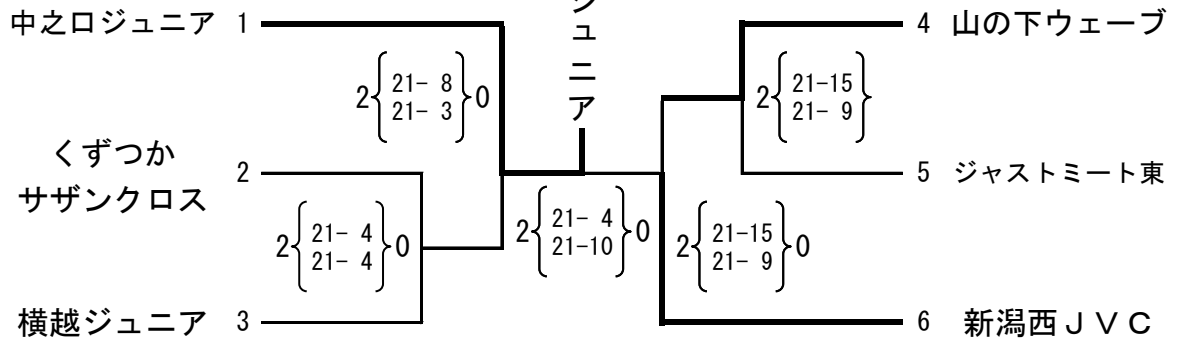 中之口ジュニア 1
ジュニア
4 山の下ウェーブ
2{21- 8 21- 3}0
2{21-15 21- 9}
くずつか
サザンクロス 2
5 ジャストミート東
2{21- 4 21- 4}0
2{21- 4 21-10}0
2{21-15 21- 9}0
横越ジュニア 3
6 新潟西JVC